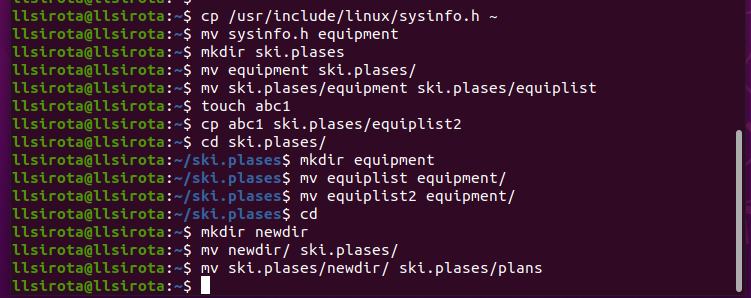 llsirota@llsirota:~$ cp /usr/include/linux/sysinfo.h ~
llsirota@llsirota:~$ mv sysinfo.h equipment
llsirota@llsirota:~$ mkdir ski.plases
llsirota@llsirota:~$ mv equipment ski.plases/
llsirota@llsirota:~$ mv ski.plases/equipment ski.plases/equiplist
llsirota@llsirota:~$ touch abc1
llsirota@llsirota:~$ cp abc1 ski.plases/equiplist2
llsirota@llsirota:~$ cd ski.plases/
llsirota@llsirota:~/ski.plases$ mkdir equipment
llsirota@llsirota:~/ski.plases$ mv equiplist equipment/
llsirota@llsirota:~/ski.plases$ mv equiplist2 equipment/
llsirota@llsirota:~/ski.plases$ cd
llsirota@llsirota:~$ mkdir newdir
llsirota@llsirota:~$ mv newdir/ ski.plases/
llsirota@llsirota:~$ mv ski.plases/newdir/ ski.plases/plans
llsirota@llsirota:~$